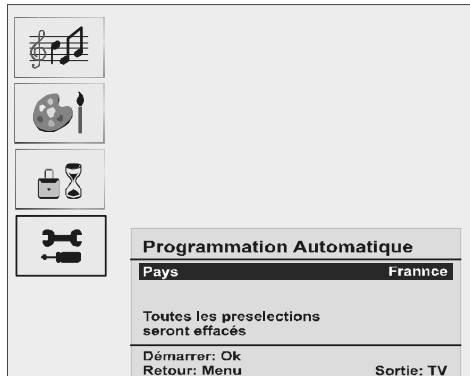 Programmation Automatique
Pays Frannce
Toutes les preselections
seront effacés
Démarrer: Ok
Retour: Menu Sortie: TV